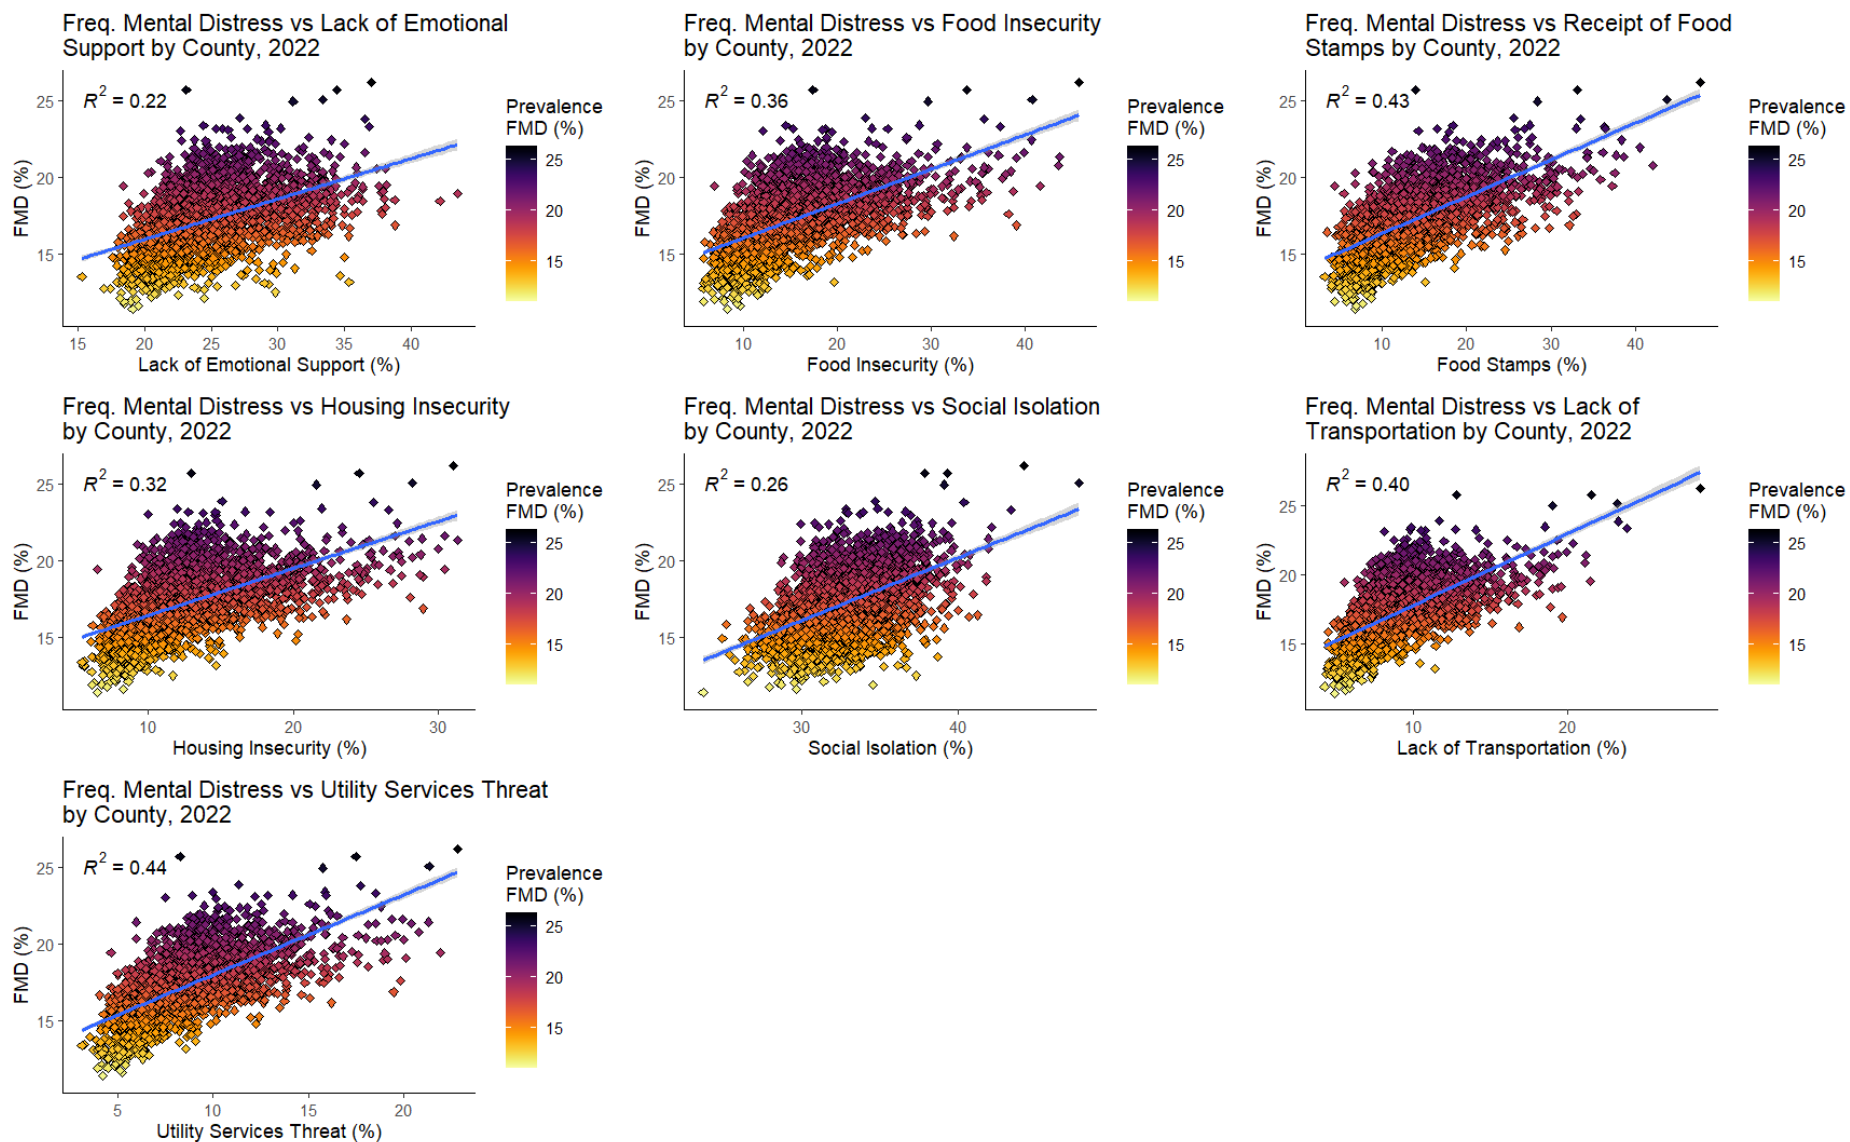 Freq. Mental Distress vs Lack of Emotional
Support by County, 2022
R² = 0.22
25
20
15
FMD (%)
15 20 25 30 35 40
Lack of Emotional Support (%)
Prevalence
FMD (%)
25
20
15
Freq. Mental Distress vs Food Insecurity
by County, 2022
R² = 0.36
25
20
15
FMD (%)
10 20 30 40
Food Insecurity (%)
Prevalence
FMD (%)
25
20
15
Freq. Mental Distress vs Receipt of Food
Stamps by County, 2022
R² = 0.43
25
20
15
FMD (%)
10 20 30 40
Food Stamps (%)
Prevalence
FMD (%)
25
20
15
Freq. Mental Distress vs Housing Insecurity
by County, 2022
R² = 0.32
25
20
15
FMD (%)
10 20 30
Housing Insecurity (%)
Prevalence
FMD (%)
25
20
15
Freq. Mental Distress vs Social Isolation
by County, 2022
R² = 0.26
25
20
15
FMD (%)
30 40
Social Isolation (%)
Prevalence
FMD (%)
25
20
15
Freq. Mental Distress vs Lack of
Transportation by County, 2022
R² = 0.40
25
20
15
FMD (%)
10 20
Lack of Transportation (%)
Prevalence
FMD (%)
25
20
15
Freq. Mental Distress vs Utility Services Threat
by County, 2022
R² = 0.44
25
20
15
FMD (%)
5 10 15 20
Utility Services Threat (%)
Prevalence
FMD (%)
25
20
15